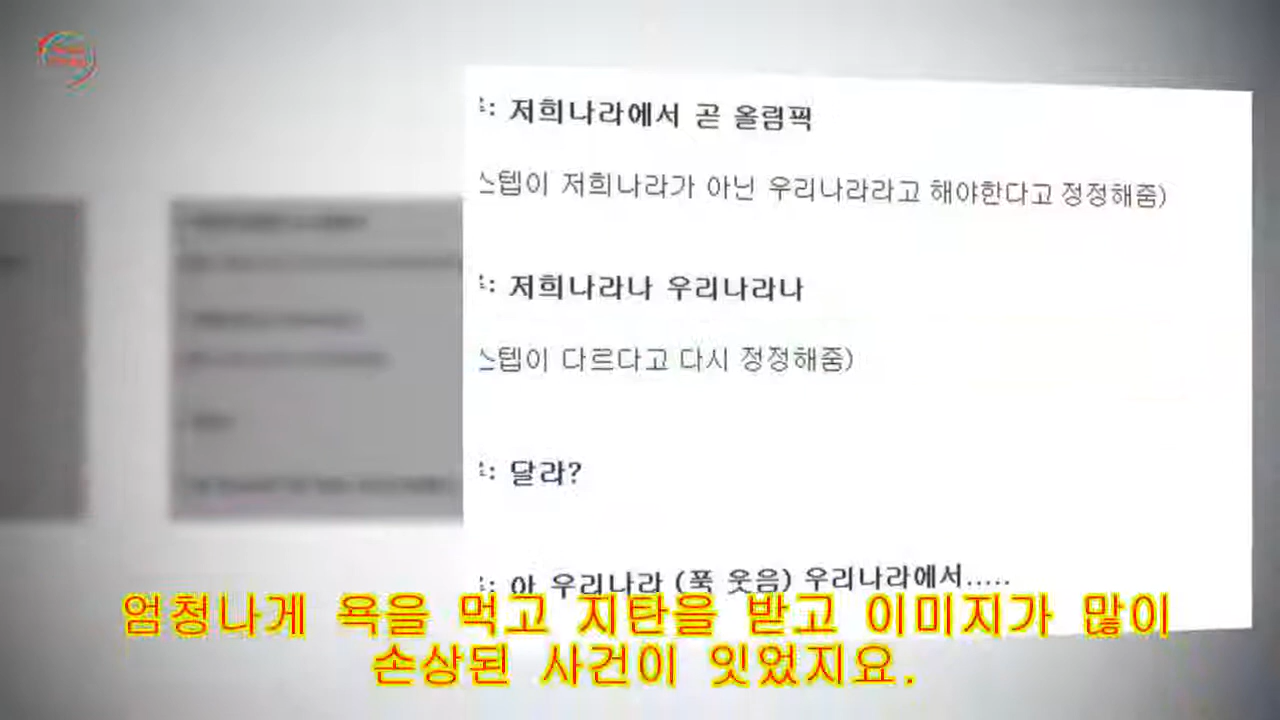 : 저희나라에서 곧 올림픽
스텝이 저희나라가 아닌 우리나라라고 해야한다고 정정해줌)
: 저희나라나 우리나라나
스텝이 다르다고 다시 정정해줌)
: 달라?
: 아 우리나라 (푹 웃음) 우리나라에서.....
엄청나게 욕을 먹고 지탄을 받고 이미지가 많이
손상된 사건이 잇었지요.